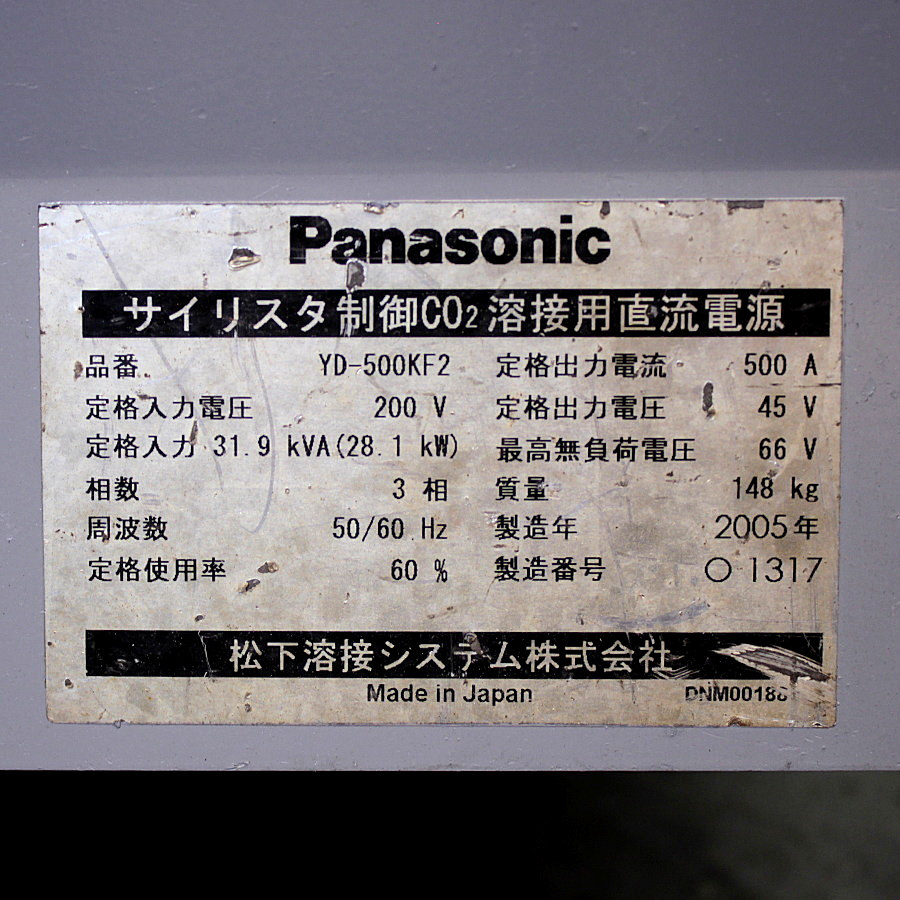 Panasonic
サイリスタ制御CO2溶接用直流電源
品番 YD-500KF2 定格出力電流 500 A
定格入力電圧 200 V 定格出力電圧 45 V
定格入力 31.9 kVA(28.1 kW) 最高無負荷電圧 66 V
相数 3 相 質量 148 kg
周波数 50/60 Hz 製造年 2005年
定格使用率 60 % 製造番号 O 1317
松下溶接システム株式会社
Made in Japan